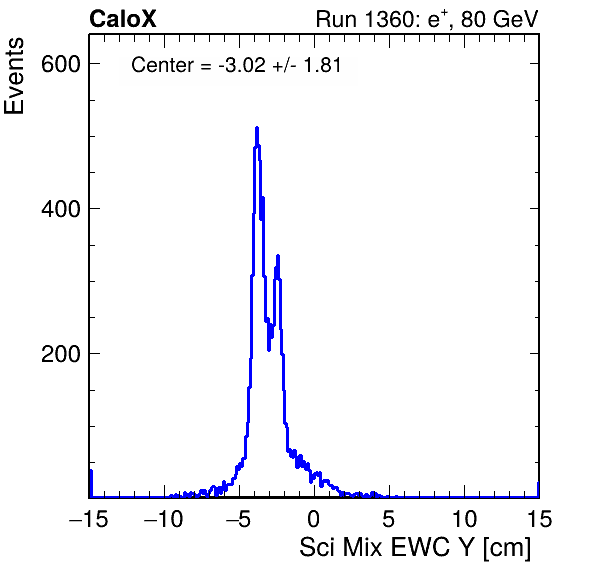 CaloX Run 1360: e⁺, 80 GeV
Center = -3.02 +/- 1.81
Events
600
400
200
−15 −10 −5 0 5 10 15
Sci Mix EWC Y [cm]